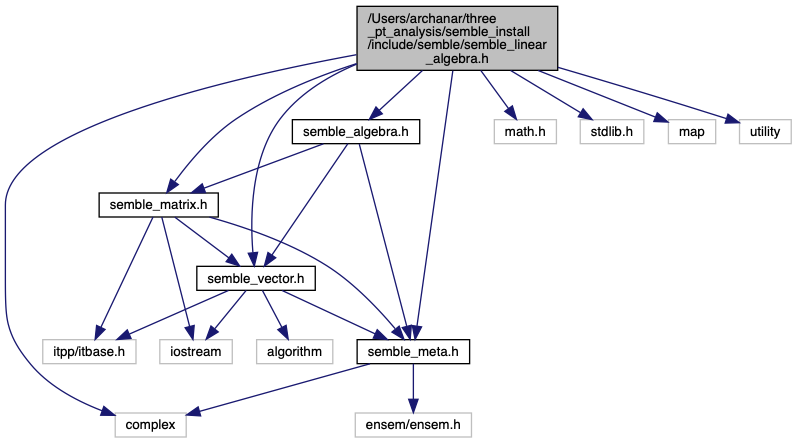 /Users/archanar/three
_pt_analysis/semble_install
/include/semble/semble_linear
_algebra.h
semble_algebra.h
math.h
stdlib.h
map
utility
semble_matrix.h
semble_vector.h
itpp/itbase.h
iostream
algorithm
semble_meta.h
complex
ensem/ensem.h